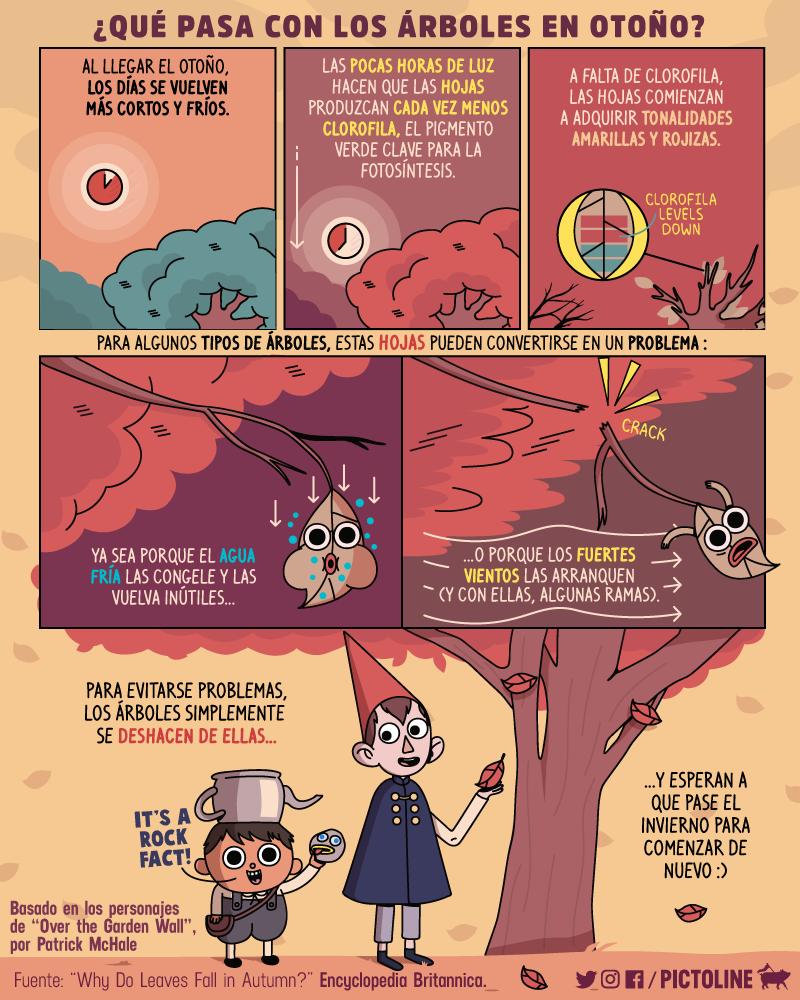 ¿QUÉ PASA CON LOS ÁRBOLES EN OTOÑO?
AL LLEGAR EL OTOÑO,
LOS DÍAS SE VUELVEN
MÁS CORTOS Y FRÍOS.
LAS POCAS HORAS DE LUZ
HACEN QUE LAS HOJAS
PRODUZCAN CADA VEZ MENOS
CLOROFILA, EL PIGMENTO
VERDE CLAVE PARA LA
FOTOSÍNTESIS.
A FALTA DE CLOROFILA,
LAS HOJAS COMIENZAN
A ADQUIRIR TONALIDADES
AMARILLAS Y ROJIZAS.
CLOROFILA
LEVELS
DOWN
PARA ALGUNOS TIPOS DE ÁRBOLES, ESTAS HOJAS PUEDEN CONVERTIRSE EN UN PROBLEMA :
YA SEA PORQUE EL AGUA
FRÍA LAS CONGELE Y LAS
VUELVA INÚTILES...
CRACK
...O PORQUE LOS FUERTES
VIENTOS LAS ARRANQUEN
(Y CON ELLAS, ALGUNAS RAMAS).
PARA EVITARSE PROBLEMAS,
LOS ÁRBOLES SIMPLEMENTE
SE DESHACEN DE ELLAS...
IT'S A
ROCK
FACT!
...Y ESPERAN A
QUE PASE EL
INVIERNO PARA
COMENZAR DE
NUEVO :)
Basado en los personajes
de "Over the Garden Wall",
por Patrick McHale
Fuente: "Why Do Leaves Fall in Autumn?" Encyclopedia Britannica.
/ PICTOLINE